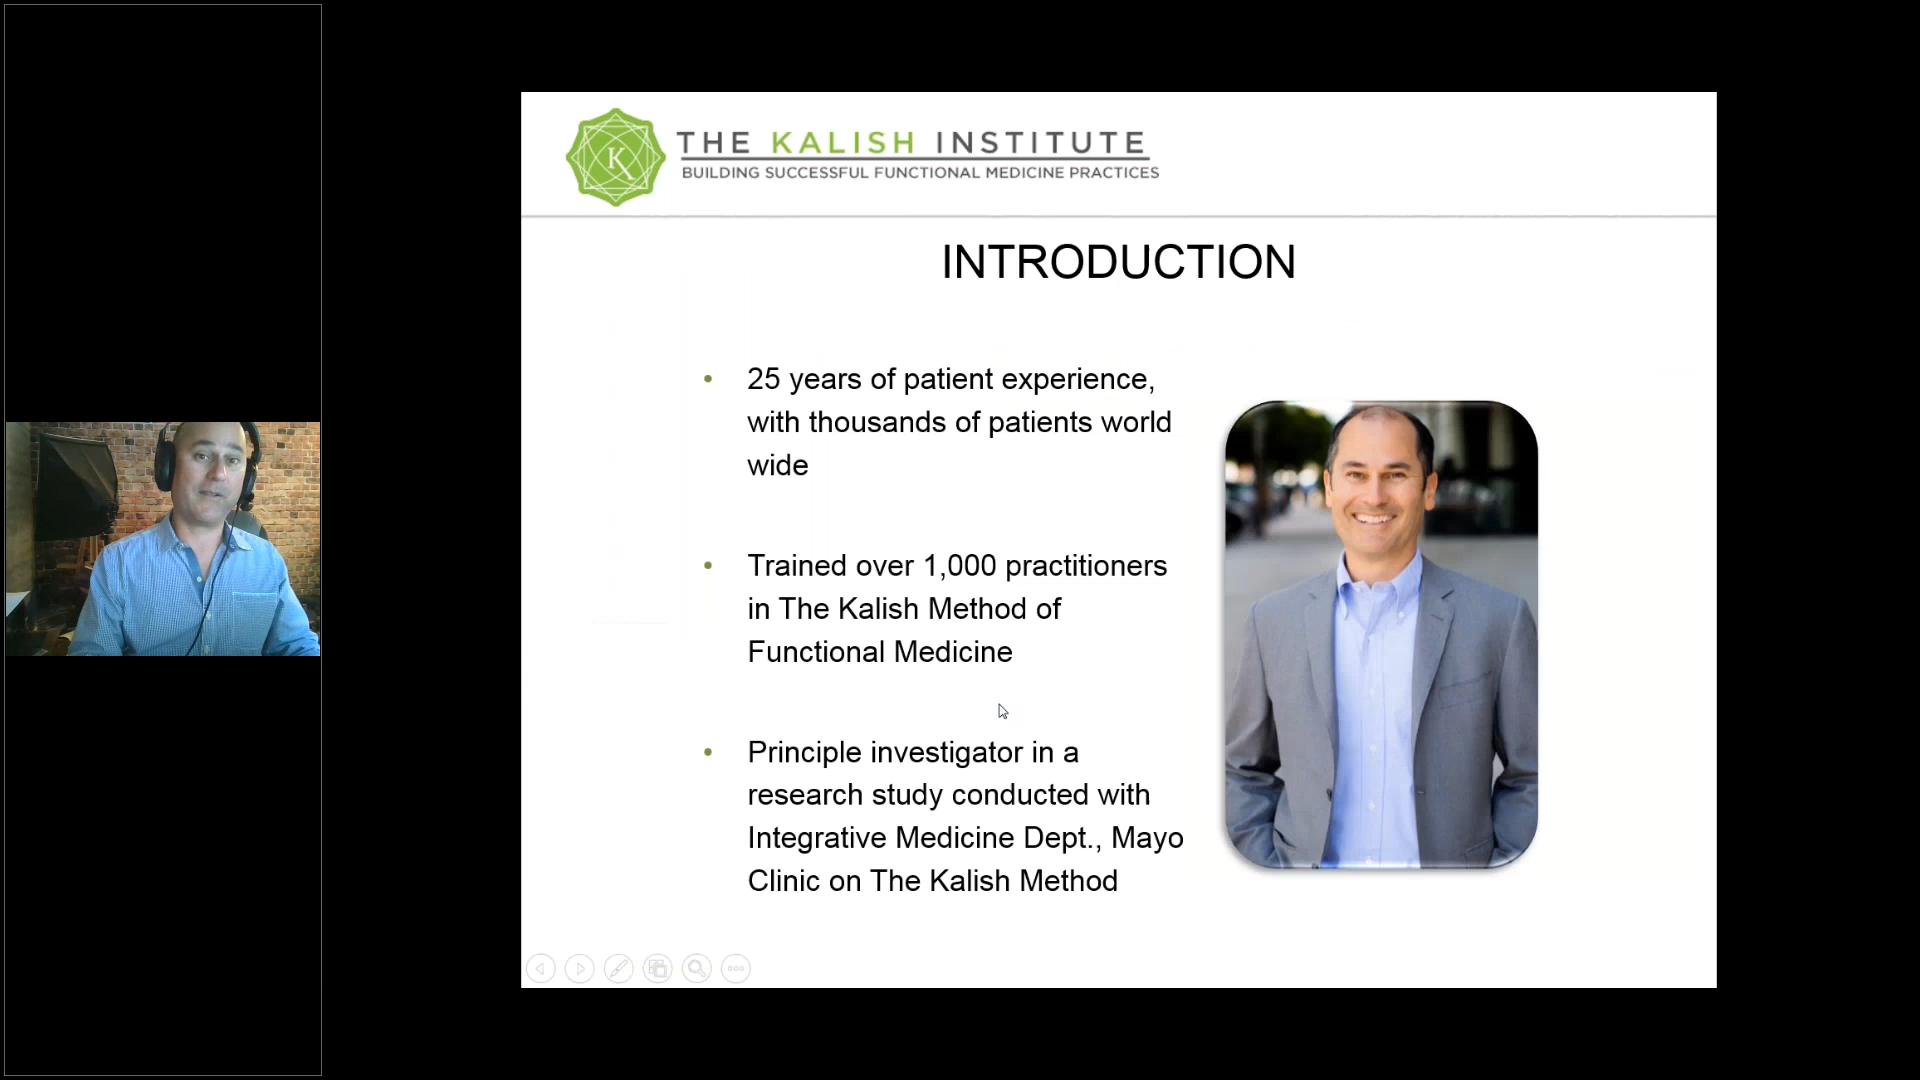 K
THE KALISH INSTITUTE
BUILDING SUCCESSFUL FUNCTIONAL MEDICINE PRACTICES
INTRODUCTION
• 25 years of patient experience,
with thousands of patients world
wide
• Trained over 1,000 practitioners
in The Kalish Method of
Functional Medicine
• Principle investigator in a
research study conducted with
Integrative Medicine Dept., Mayo
Clinic on The Kalish Method